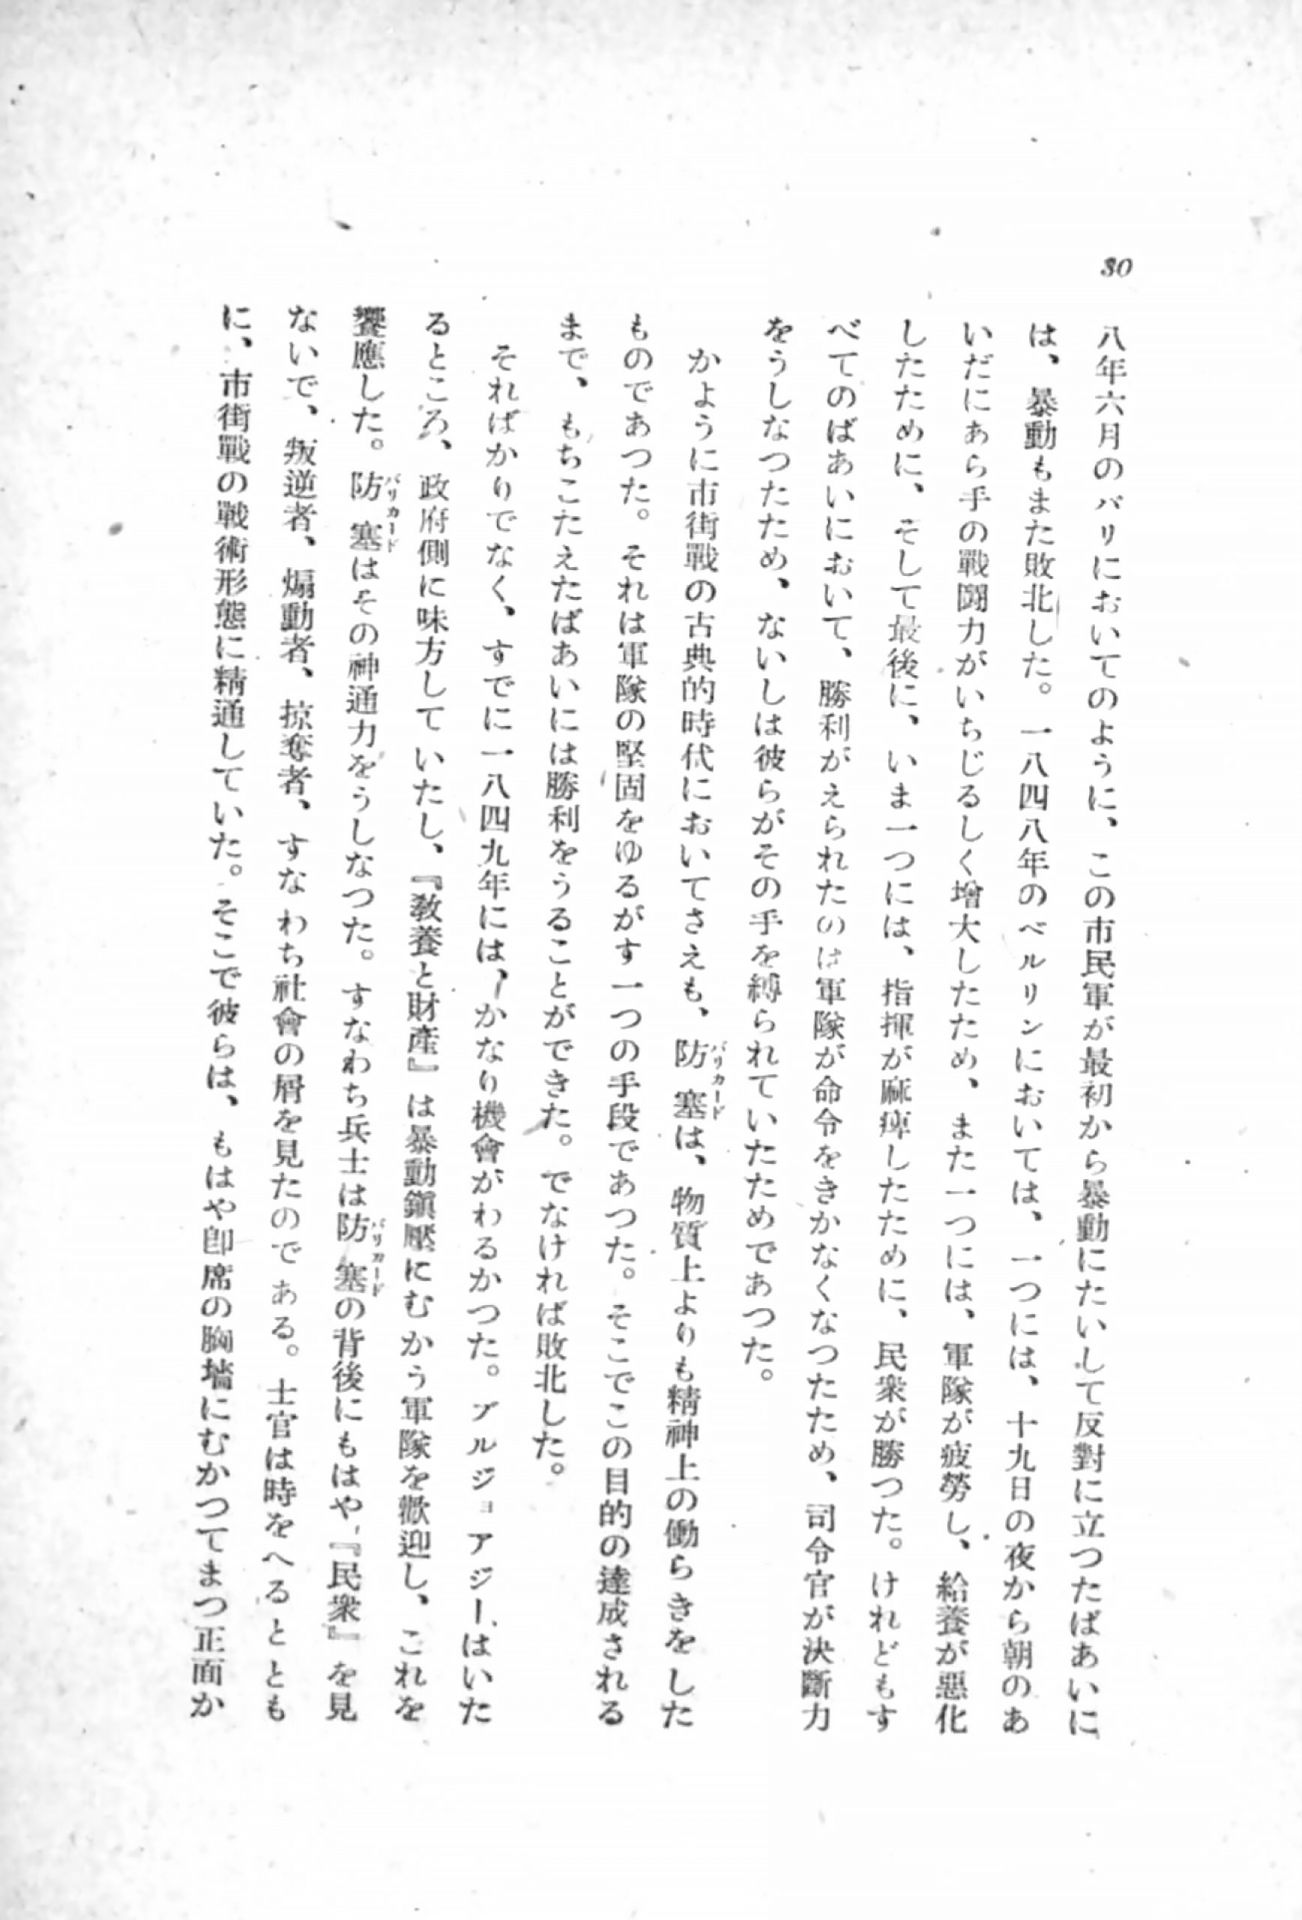 30
八年六月のパリにおいてのように、この市民軍が最初から暴動にたいして反對に立つたばあいに
は、暴動もまた敗北した。一八四八年のベルリンにおいては、一つには、十九日の夜から朝のあ
いだにあら手の戰鬪力がいちじるしく增大したため、また一つには、軍隊が疲勞し、給養が惡化
したために、そして最後に、いま一つには、指揮が麻痺したために、民衆が勝つた。けれどもす
べてのばあいにおいて、勝利がえられたのは軍隊が命令をきかなくなつたため、司令官が決斷力
をうしなつたため、ないしは彼らがその手を縛られていたためであつた。
かように市街戰の古典的時代においてさえも、防塞は、物質上よりも精神上の働らきをした
ものであつた。それは軍隊の堅固をゆるがす一つの手段であつた。そこでこの目的の達成される
まで、もちこたえたばあいには勝利をうることができた。でなければ敗北した。
そればかりでなく、すでに一八四九年には、かなり機會がわるかつた。ブルジョアジーはいた
るところ、政府側に味方していたし、『敎養と財產』は暴動鎭壓にむかう軍隊を歡迎し、これを
饗應した。防塞はその神通力をうしなつた。すなわち兵士は防塞の背後にもはや『民衆』を見
ないで、叛逆者、煽動者、掠奪者、すなわち社會の屑を見たのである。士官は時をへるととも
に、市街戰の戰術形態に精通していた。そこで彼らは、もはや卽席の胸墻にむかつてまつ正面か